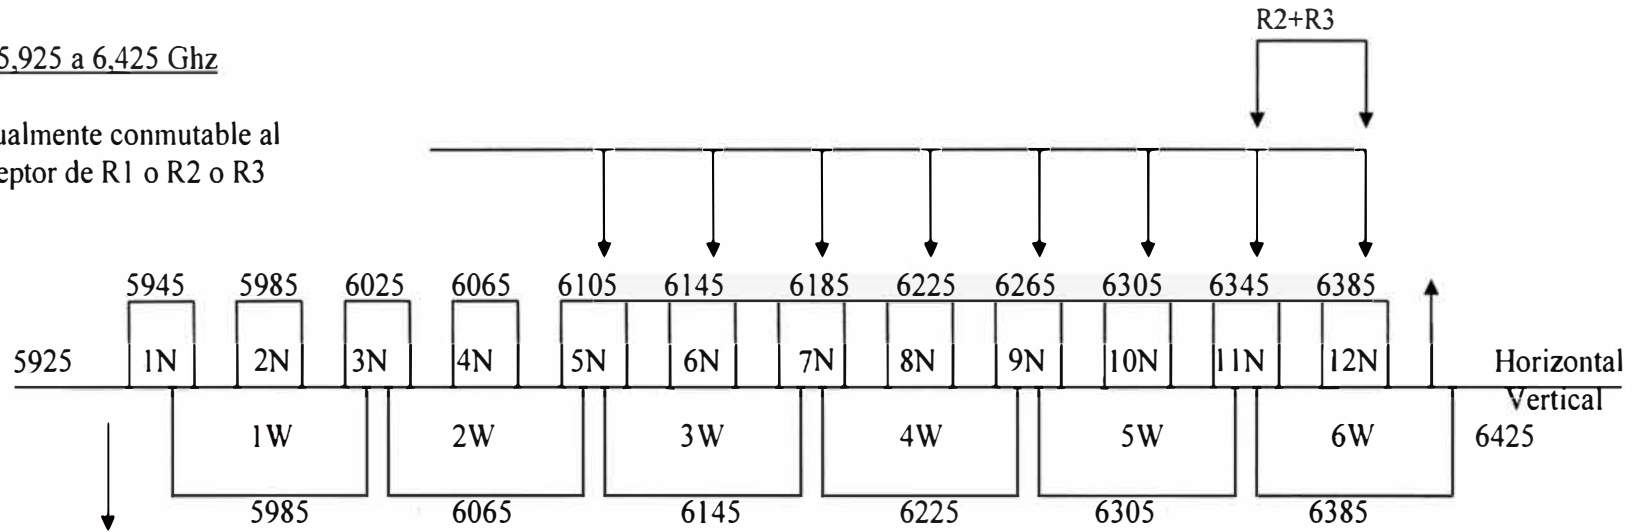 R2+R3
5,925 a 6,425 Ghz
ualmente conmutable al
eptor de R1 o R2 o R3
5945 5985 6025 6065 6105 6145 6185 6225 6265 6305 6345 6385
5925 1N 2N 3N 4N 5N 6N 7N 8N 9N 10N 11N 12N Horizontal
Vertical
1W 2W 3W 4W 5W 6W 6425
5985 6065 6145 6225 6305 6385